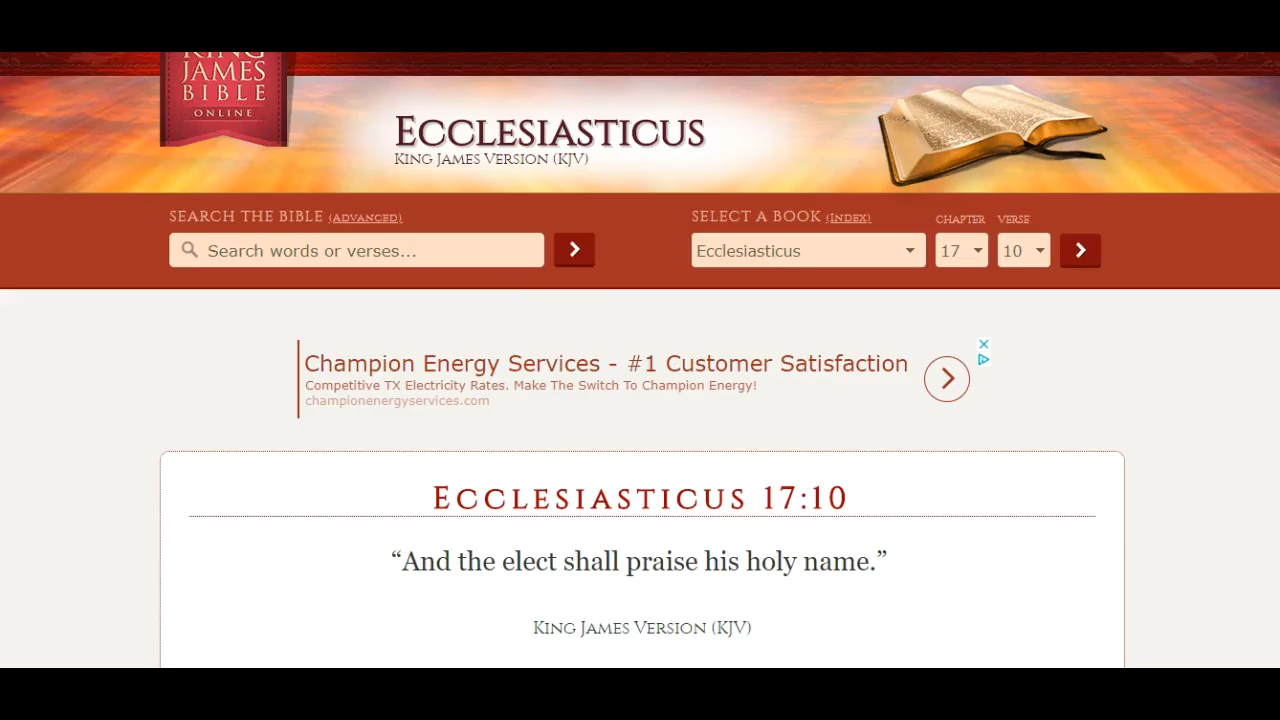 KING
JAMES
BIBLE
ONLINE
Ecclesiasticus
King James Version (KJV)
Search the Bible (Advanced)
Select a Book (Index)
Chapter
Verse
Search words or verses...
Ecclesiasticus
17
10
Champion Energy Services - #1 Customer Satisfaction
Competitive TX Electricity Rates. Make The Switch To Champion Energy!
championenergyservices.com
Ecclesiasticus 17:10
“And the elect shall praise his holy name.”
King James Version (KJV)